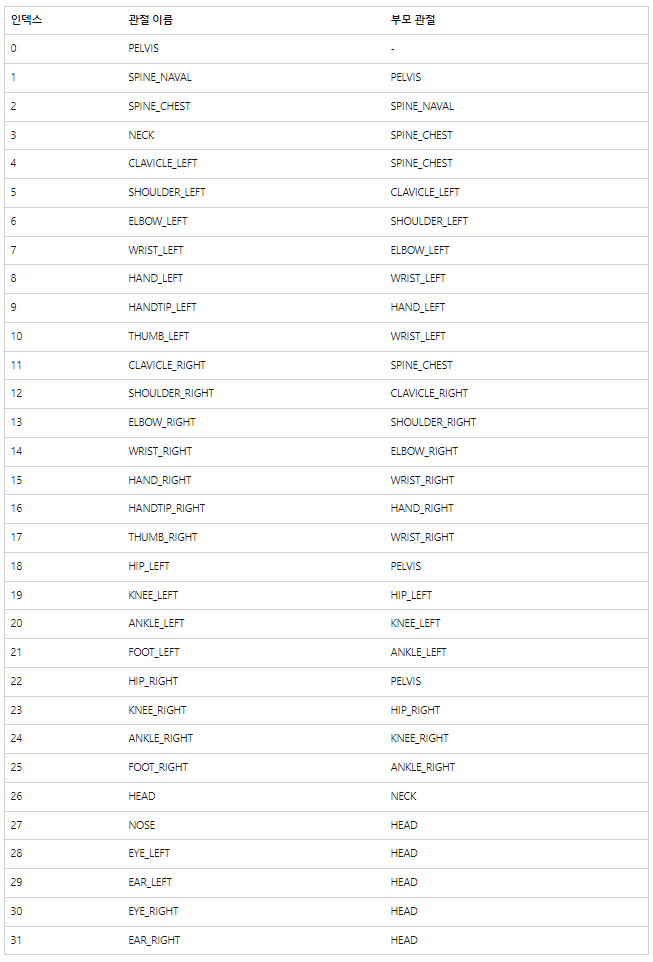 인덱스 관절 이름 부모 관절
0 PELVIS -
1 SPINE_NAVAL PELVIS
2 SPINE_CHEST SPINE_NAVAL
3 NECK SPINE_CHEST
4 CLAVICLE_LEFT SPINE_CHEST
5 SHOULDER_LEFT CLAVICLE_LEFT
6 ELBOW_LEFT SHOULDER_LEFT
7 WRIST_LEFT ELBOW_LEFT
8 HAND_LEFT WRIST_LEFT
9 HANDTIP_LEFT HAND_LEFT
10 THUMB_LEFT WRIST_LEFT
11 CLAVICLE_RIGHT SPINE_CHEST
12 SHOULDER_RIGHT CLAVICLE_RIGHT
13 ELBOW_RIGHT SHOULDER_RIGHT
14 WRIST_RIGHT ELBOW_RIGHT
15 HAND_RIGHT WRIST_RIGHT
16 HANDTIP_RIGHT HAND_RIGHT
17 THUMB_RIGHT WRIST_RIGHT
18 HIP_LEFT PELVIS
19 KNEE_LEFT HIP_LEFT
20 ANKLE_LEFT KNEE_LEFT
21 FOOT_LEFT ANKLE_LEFT
22 HIP_RIGHT PELVIS
23 KNEE_RIGHT HIP_RIGHT
24 ANKLE_RIGHT KNEE_RIGHT
25 FOOT_RIGHT ANKLE_RIGHT
26 HEAD NECK
27 NOSE HEAD
28 EYE_LEFT HEAD
29 EAR_LEFT HEAD
30 EYE_RIGHT HEAD
31 EAR_RIGHT HEAD